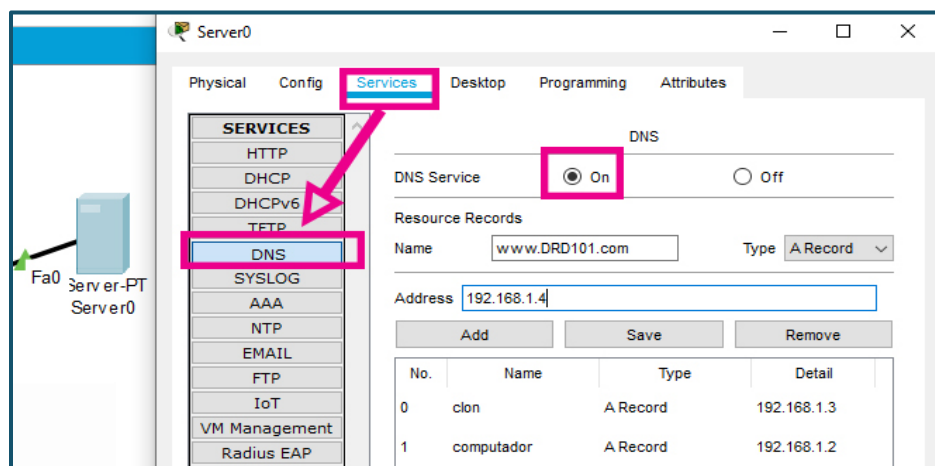 Server0
Physical Config Services Desktop Programming Attributes
SERVICES
HTTP
DHCP
DHCPv6
TFTP
DNS
SYSLOG
AAA
NTP
EMAIL
FTP
IoT
VM Management
Radius EAP
DNS
DNS Service On Off
Resource Records
Name www.DRD101.com Type A Record
Address 192.168.1.4
Add Save Remove
No. Name Type Detail
0 clon A Record 192.168.1.3
1 computador A Record 192.168.1.2
Fa0
Server-PT
Server0